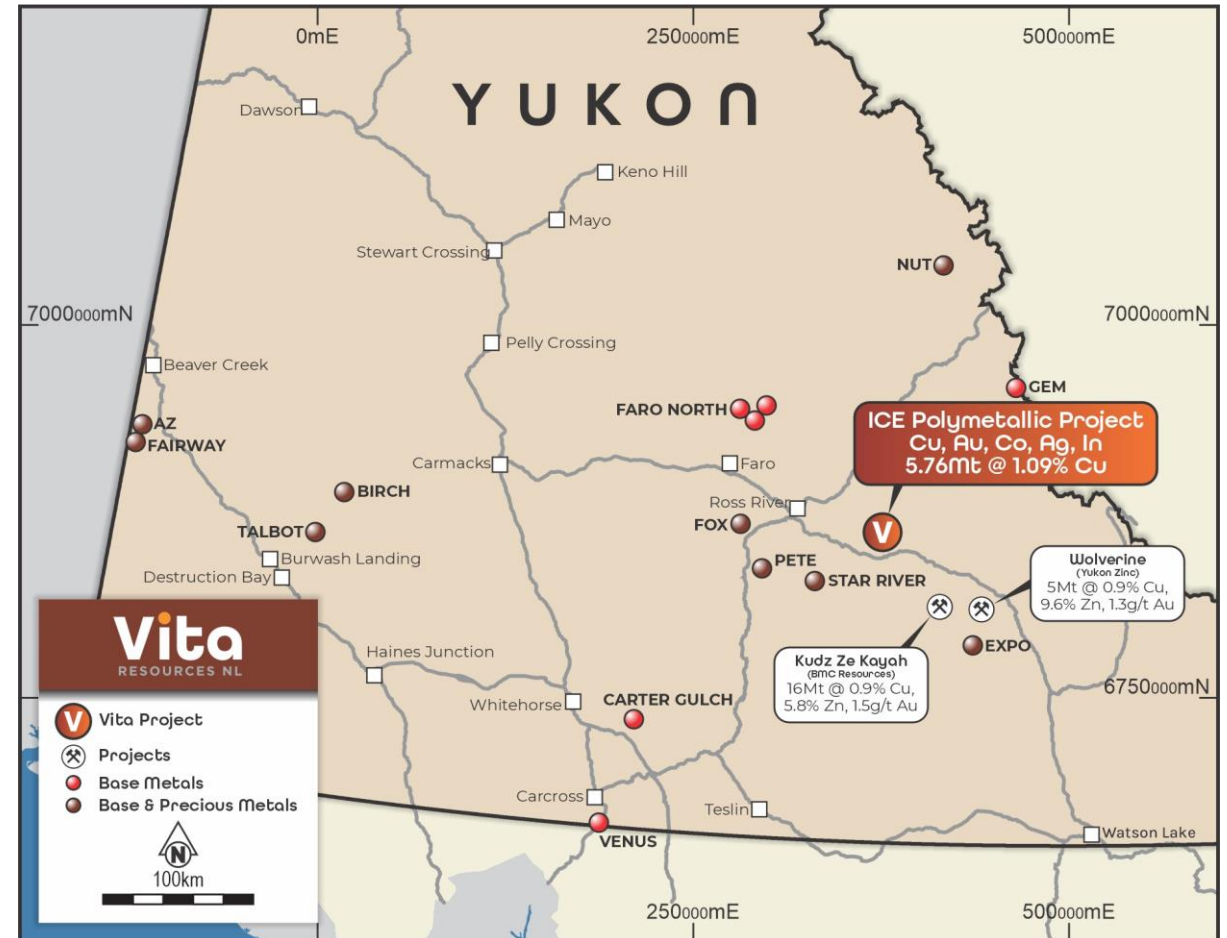 0mE
250000mE
500000mE
YUKON
Dawson
Keno Hill
Mayo
Stewart Crossing
NUT
7000000mN
7000000mN
Pelly Crossing
Beaver Creek
GEM
FARO NORTH
AZ
FAIRWAY
ICE Polymetallic Project
Cu, Au, Co, Ag, In
5.76Mt @ 1.09% Cu
Carmacks
Faro
BIRCH
Ross River
FOX
V
TALBOT
Burwash Landing
Destruction Bay
PETE
STAR RIVER
Wolverine
(Yukon Zinc)
5Mt @ 0.9% Cu,
9.6% Zn, 1.3g/t Au
EXPO
Kudz Ze Kayah
(BMC Resources)
16Mt @ 0.9% Cu,
5.8% Zn, 1.5g/t Au
Haines Junction
6750000mN
Whitehorse
CARTER GULCH
Carcross
Teslin
VENUS
Watson Lake
Vita
RESOURCES NL
V Vita Project
Projects
Base Metals
Base & Precious Metals
N
100km
250000mE
500000mE